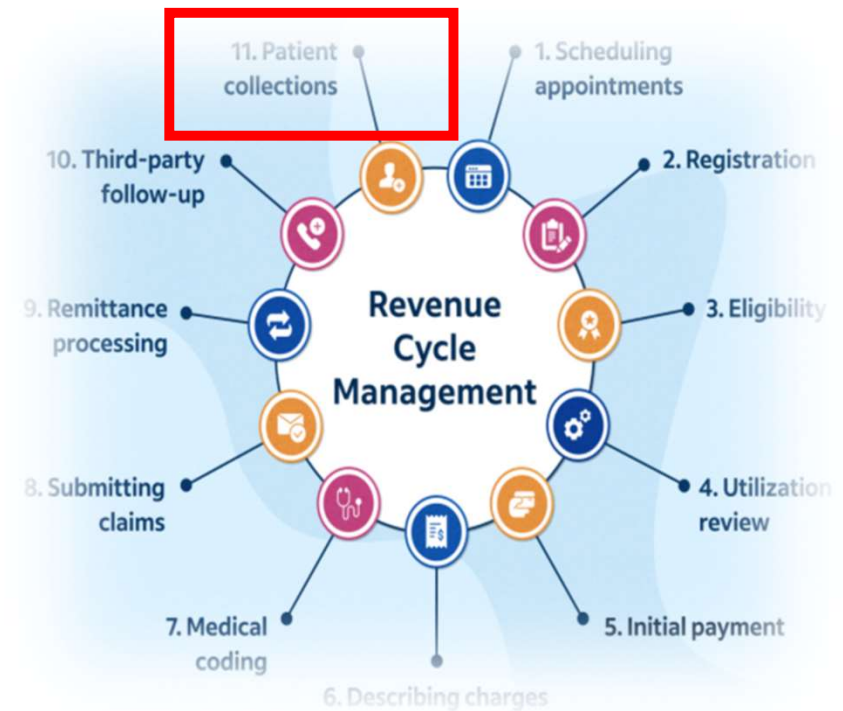 Revenue
Cycle
Management
1. Scheduling
appointments
2. Registration
3. Eligibility
4. Utilization
review
5. Initial payment
6. Describing charges
7. Medical
coding
8. Submitting
claims
9. Remittance
processing
10. Third-party
follow-up
11. Patient
collections
$